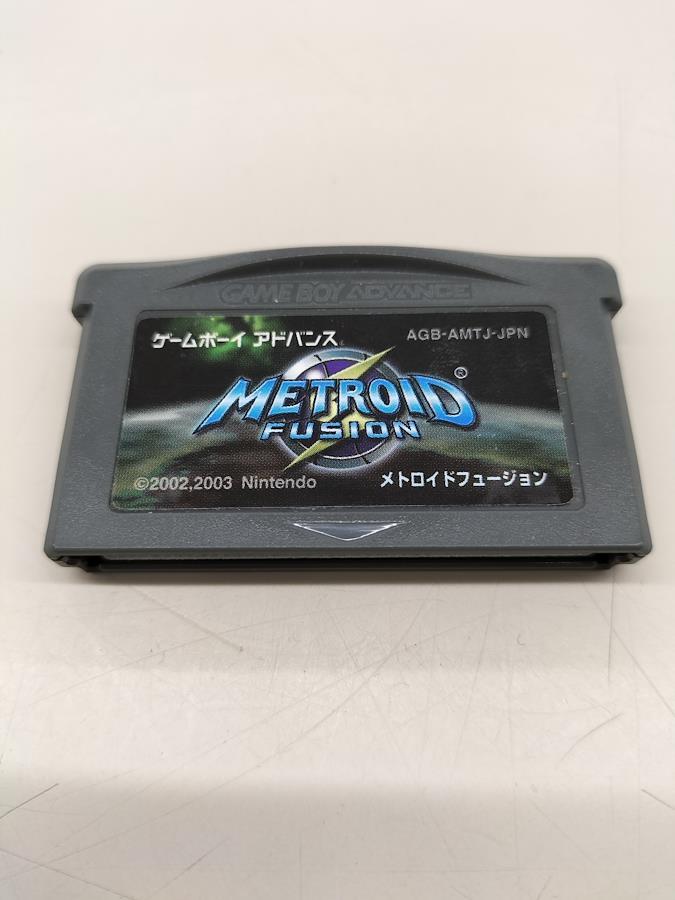 GAME BOY ADVANCE
ゲームボーイ アドバンス
AGB-AMTJ-JPN
METROID®
FUSION
©2002,2003 Nintendo
メトロイドフュージョン